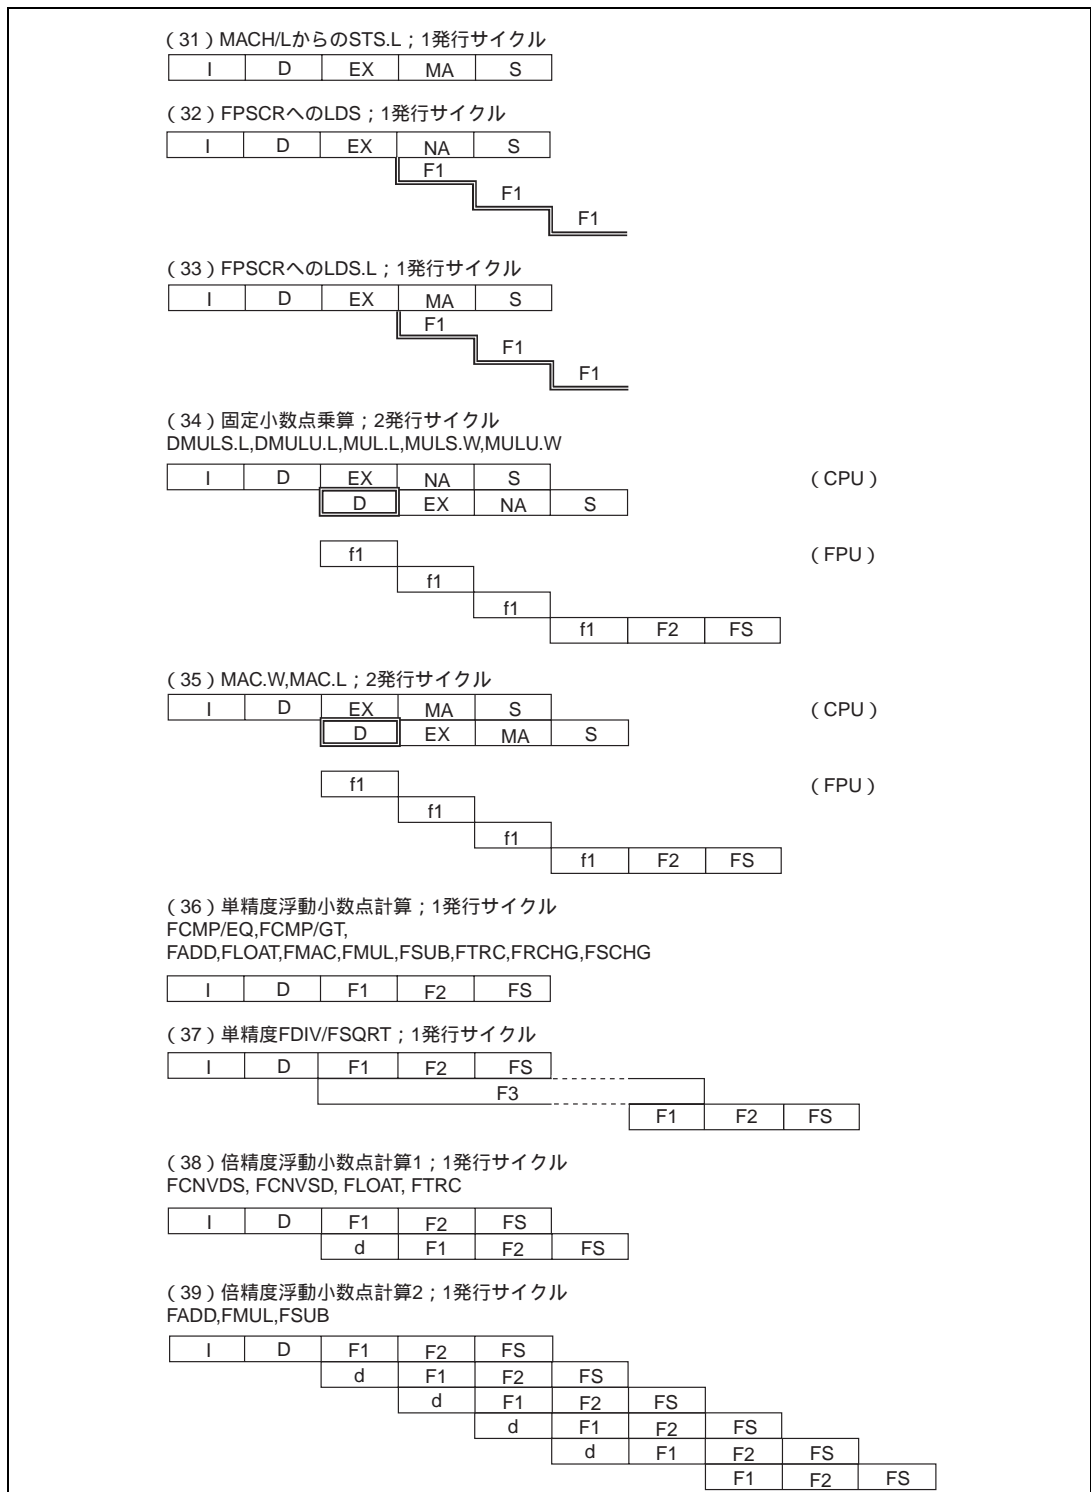 （31）MACH/LからのSTS.L；1発行サイクル
I D EX MA S
（32）FPSCRへのLDS；1発行サイクル
I D EX NA S
F1
F1
F1
（33）FPSCRへのLDS.L；1発行サイクル
I D EX MA S
F1
F1
F1
（34）固定小数点乗算；2発行サイクル
DMULS.L,DMULU.L,MUL.L,MULS.W,MULU.W
I D EX NA S （CPU）
D EX NA S
f1 （FPU）
f1
f1
f1 F2 FS
（35）MAC.W,MAC.L；2発行サイクル
I D EX MA S （CPU）
D EX MA S
f1 （FPU）
f1
f1
f1 F2 FS
（36）単精度浮動小数点計算；1発行サイクル
FCMP/EQ,FCMP/GT,
FADD,FLOAT,FMAC,FMUL,FSUB,FTRC,FRCHG,FSCHG
I D F1 F2 FS
（37）単精度FDIV/FSQRT；1発行サイクル
I D F1 F2 FS
F3
F1 F2 FS
（38）倍精度浮動小数点計算1；1発行サイクル
FCNVDS, FCNVSD, FLOAT, FTRC
I D F1 F2 FS
d F1 F2 FS
（39）倍精度浮動小数点計算2；1発行サイクル
FADD,FMUL,FSUB
I D F1 F2 FS
d F1 F2 FS
d F1 F2 FS
d F1 F2 FS
d F1 F2 FS
F1 F2 FS